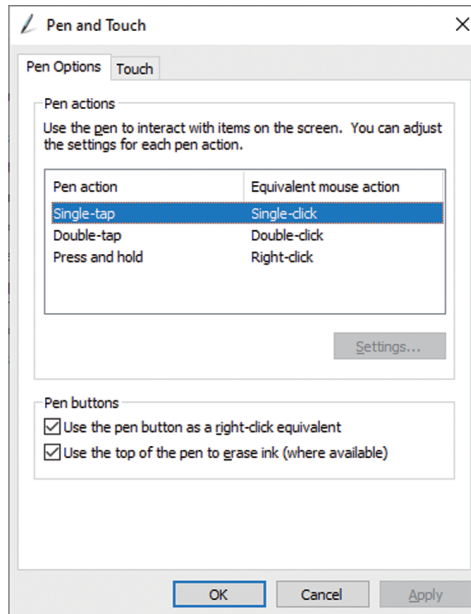 Pen and Touch
Pen Options
Touch
Pen actions
Use the pen to interact with items on the screen. You can adjust
the settings for each pen action.
Pen action Equivalent mouse action
Single-tap Single-click
Double-tap Double-click
Press and hold Right-click
Settings...
Pen buttons
Use the pen button as a right-click equivalent
Use the top of the pen to erase ink (where available)
OK Cancel Apply